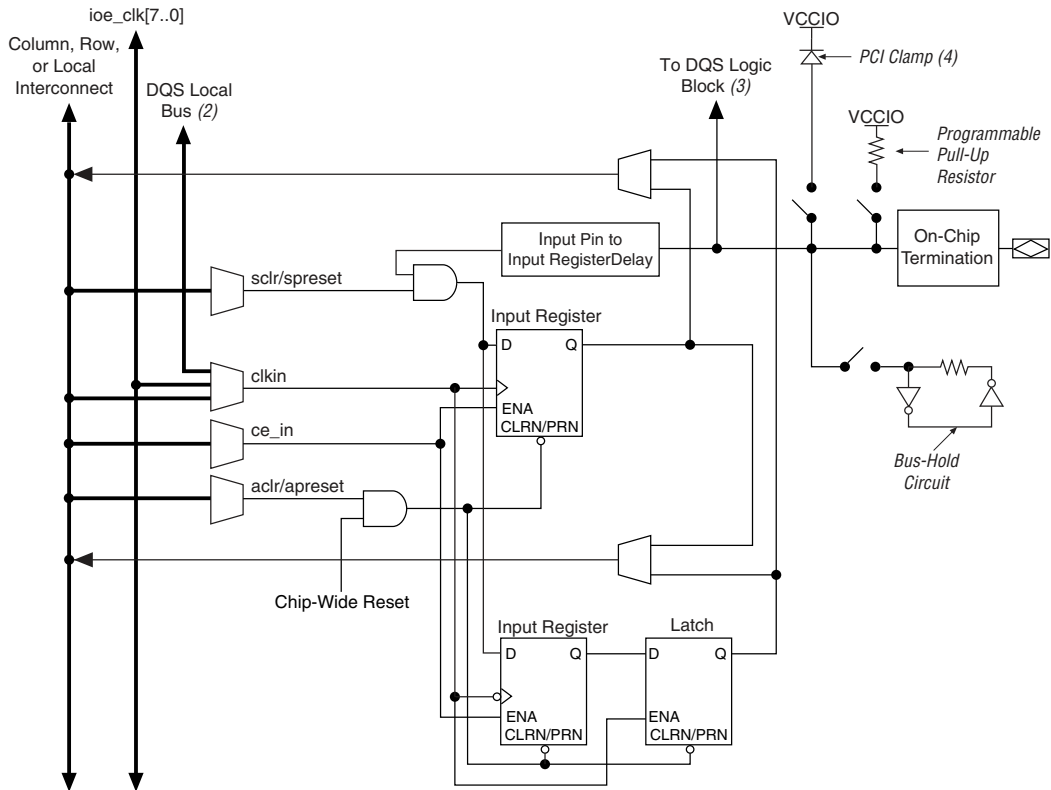 ioe_clk[7..0]
Column, Row,
or Local
Interconnect
DQS Local
Bus (2)
To DQS Logic
Block (3)
VCCIO
PCI Clamp (4)
VCCIO
Programmable
Pull-Up
Resistor
Input Pin to
Input RegisterDelay
On-Chip
Termination
sclr/spreset
Input Register
D
Q
clkin
ENA
CLRN/PRN
ce_in
aclr/apreset
Bus-Hold
Circuit
Chip-Wide Reset
Input Register
D
Q
ENA
CLRN/PRN
Latch
D
Q
ENA
CLRN/PRN